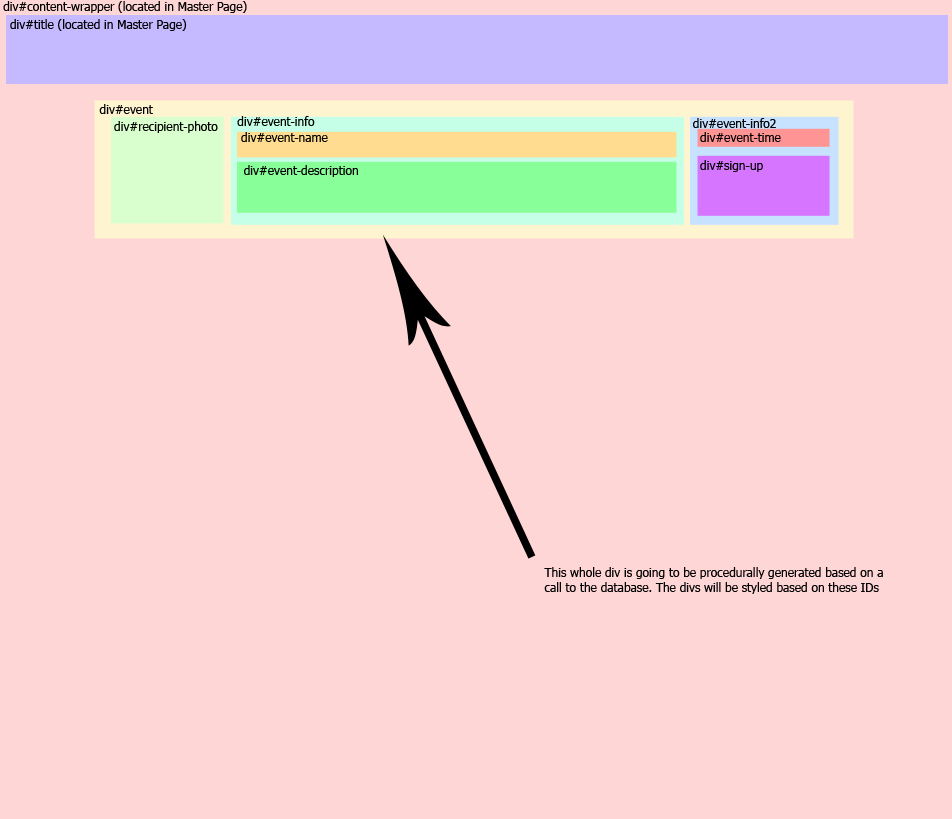 div#content-wrapper (located in Master Page)
div#title (located in Master Page)
div#event
div#recipient-photo
div#event-info
div#event-name
div#event-description
div#event-info2
div#event-time
div#sign-up
This whole div is going to be procedurally generated based on a
call to the database. The divs will be styled based on these IDs